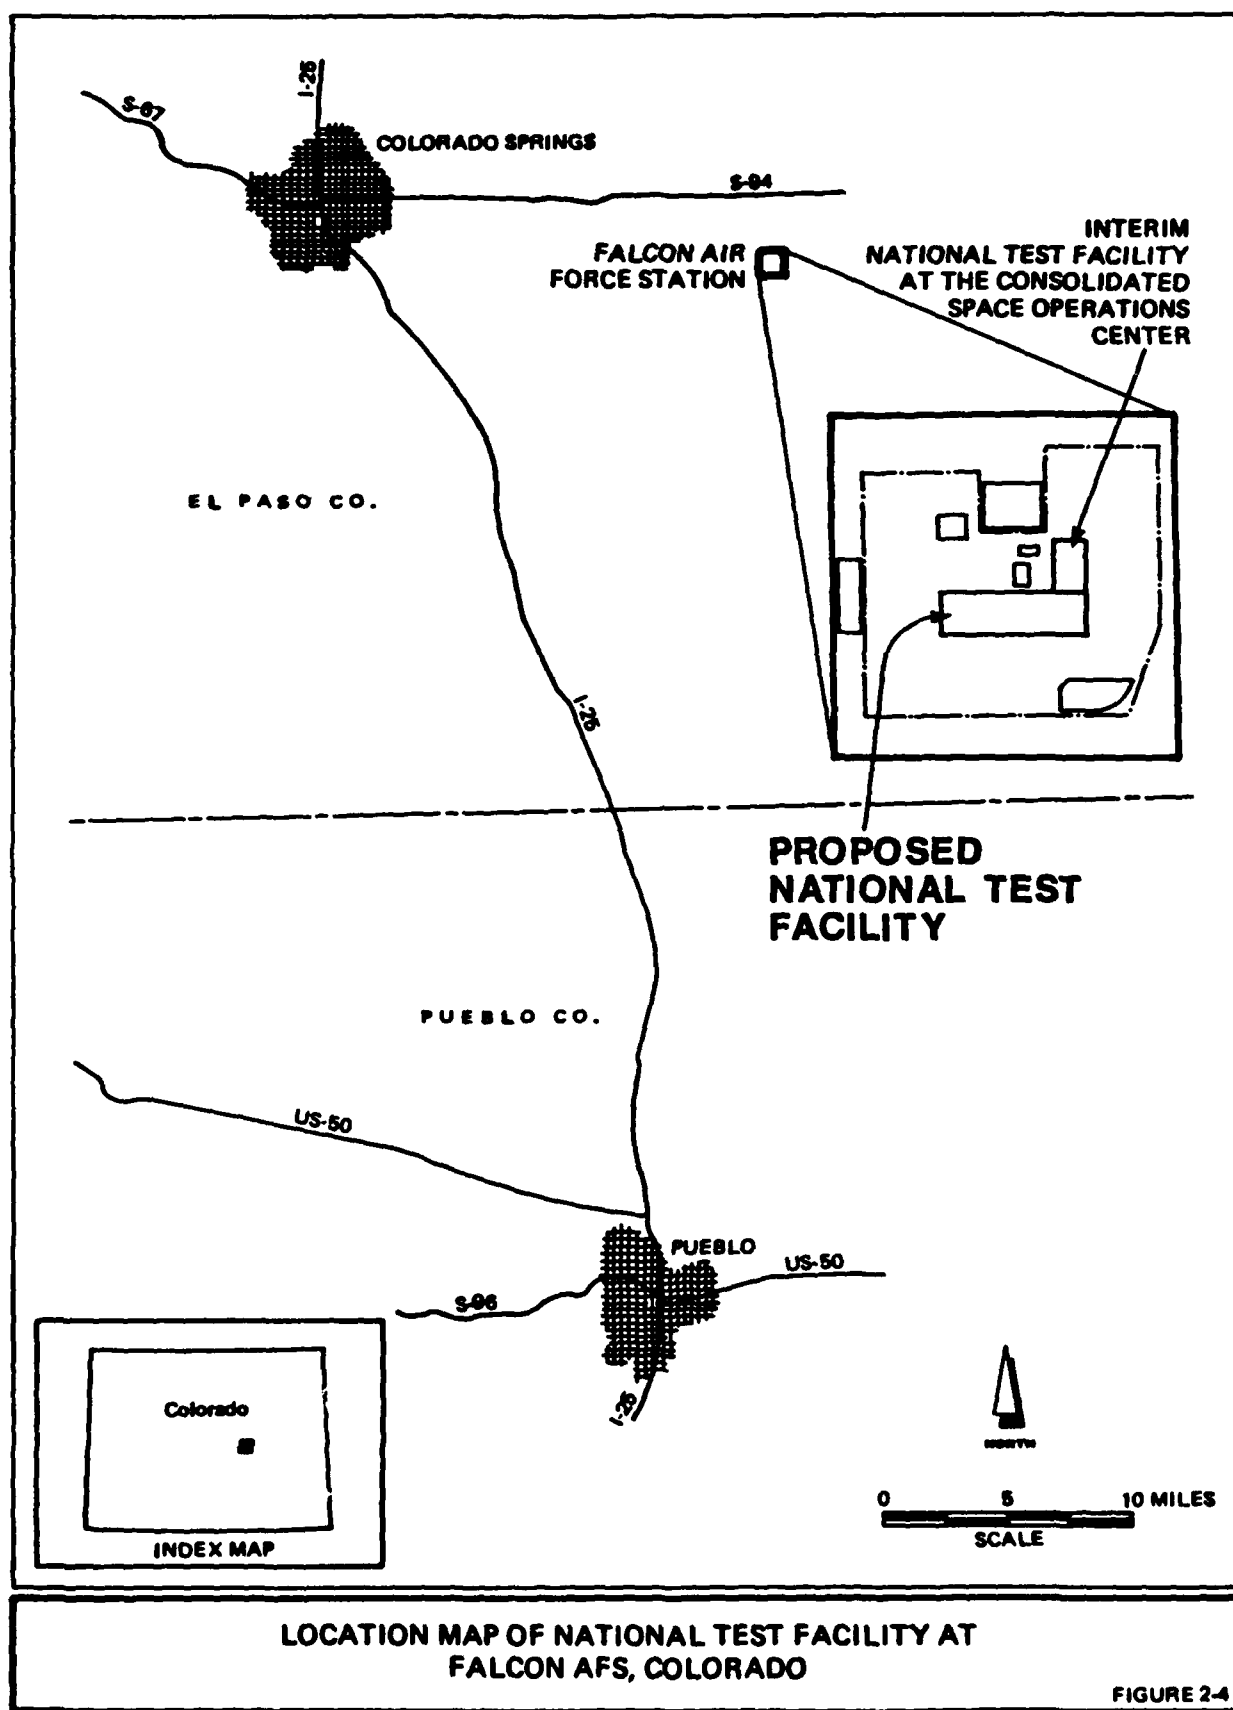 I-25
S-67
COLORADO SPRINGS
S-94
FALCON AIR
FORCE STATION
INTERIM
NATIONAL TEST FACILITY
AT THE CONSOLIDATED
SPACE OPERATIONS
CENTER
EL PASO CO.
I-25
PROPOSED
NATIONAL TEST
FACILITY
PUEBLO CO.
US-50
PUEBLO
US-50
S-96
I-25
Colorado
INDEX MAP
NORTH
0 5 10 MILES
SCALE
LOCATION MAP OF NATIONAL TEST FACILITY AT
FALCON AFS, COLORADO
FIGURE 2-4